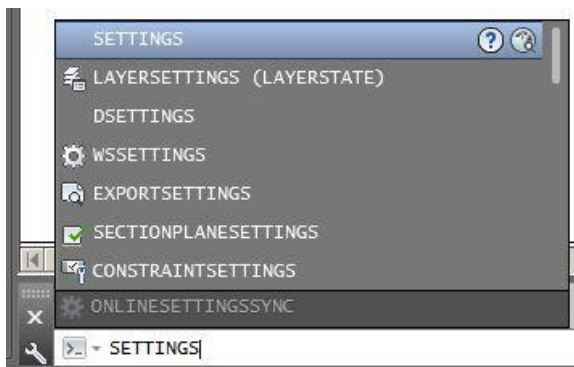 SETTINGS
LAYERSETTINGS (LAYERSTATE)
DSETTINGS
WSSETTINGS
EXPORTSETTINGS
SECTIONPLANESETTINGS
CONSTRAINTSETTINGS
ONLINESETTINGSSYNC
SETTINGS